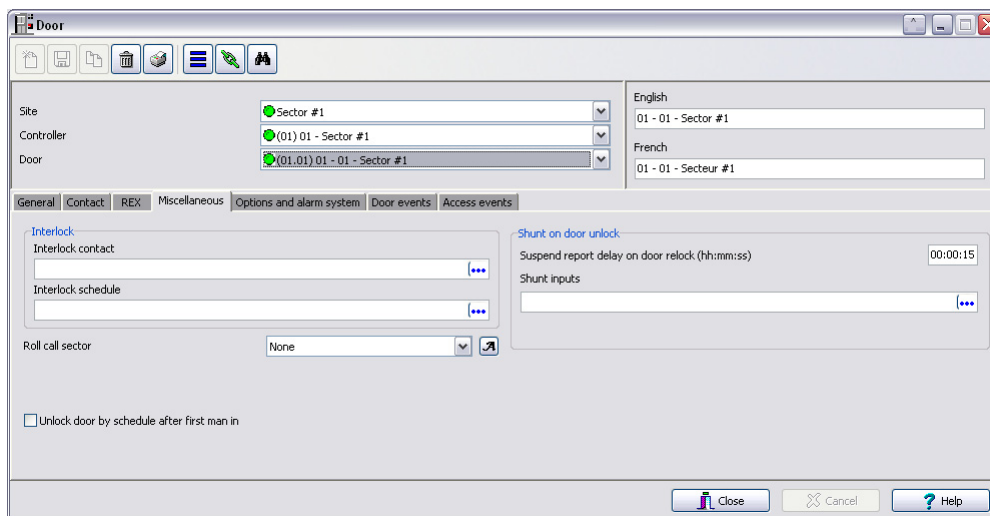 Door
Site
Sector #1
Controller
(01) 01 - Sector #1
Door
(01.01) 01 - 01 - Sector #1
English
01 - 01 - Sector #1
French
01 - 01 - Secteur #1
General Contact REX Miscellaneous Options and alarm system Door events Access events
Interlock
Interlock contact
Interlock schedule
Roll call sector
None
Shunt on door unlock
Suspend report delay on door relock (hh:mm:ss)
00:00:15
Shunt inputs
Unlock door by schedule after first man in
Close
Cancel
Help